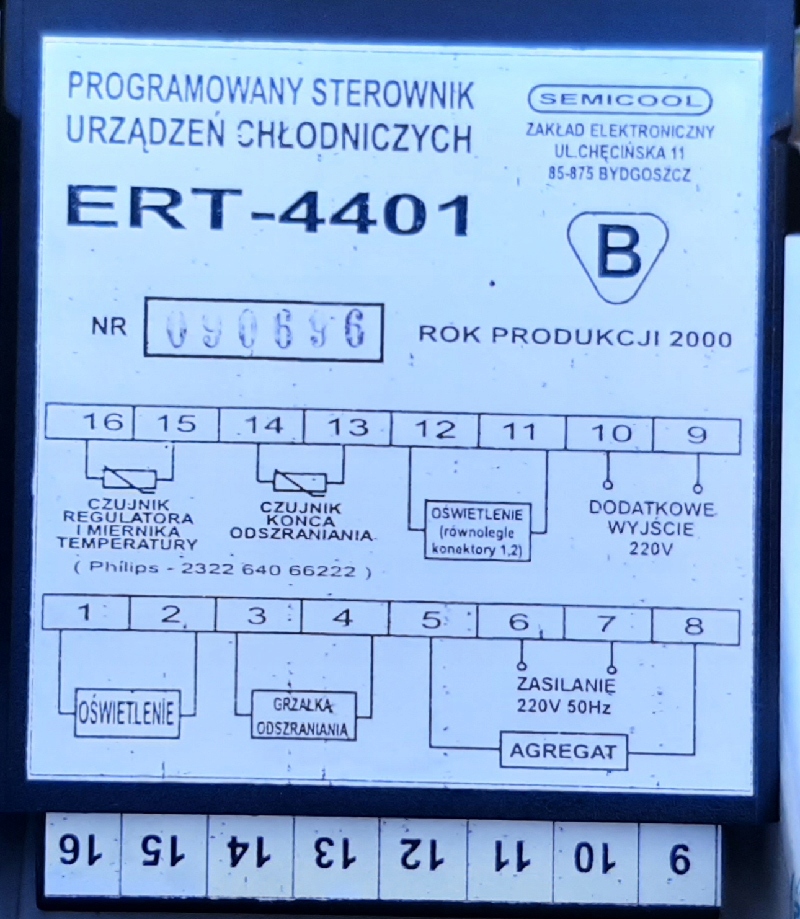 PROGRAMOWANY STEROWNIK
URZĄDZEŃ CHŁODNICZYCH
ERT-4401
SEMICOOL
ZAKŁAD ELEKTRONICZNY
UL.CHĘCIŃSKA 11
85-875 BYDGOSZCZ
B
NR 090696
ROK PRODUKCJI 2000
16 15 14 13 12 11 10 9
CZUJNIK
REGULATORA
I MIERNIKA
TEMPERATURY
CZUJNIK
KONCA
ODSZRANIANIA
( Philips - 2322 640 66222 )
OŚWIETLENIE
(równolegle
konektory 1,2)
DODATKOWE
WYJŚCIE
220V
1 2 3 4 5 6 7 8
OŚWIETLENIE
GRZAŁKA
ODSZRANIANIA
ZASILANIE
220V 50Hz
AGREGAT
16 15 14 13 12 11 10 9